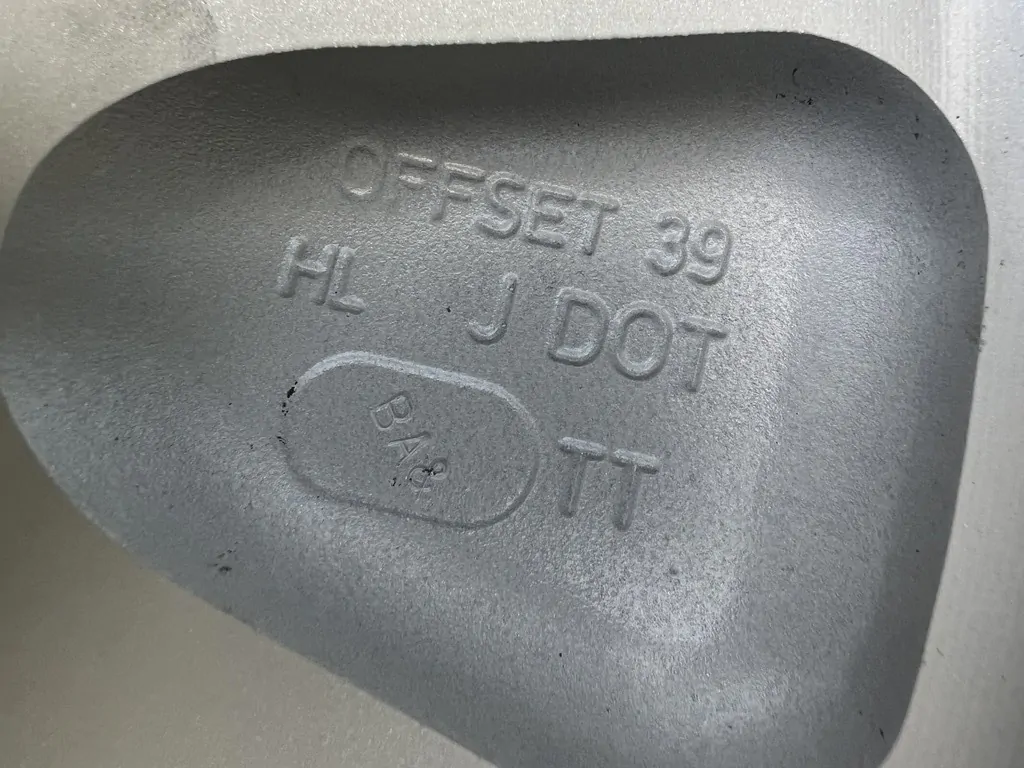 OFFSET 39
HL J DOT
BA8
TT